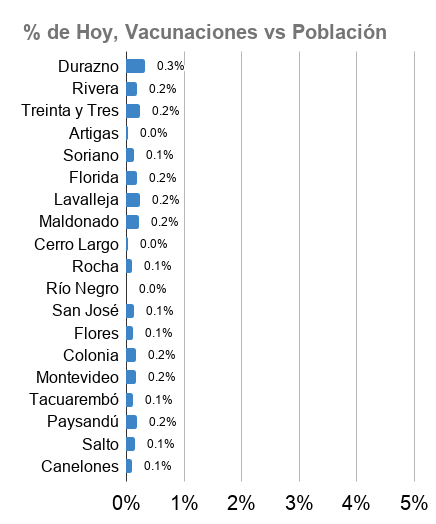 % de Hoy, Vacunaciones vs Población
Durazno 0.3%
Rivera 0.2%
Treinta y Tres 0.2%
Artigas 0.0%
Soriano 0.1%
Florida 0.2%
Lavalleja 0.2%
Maldonado 0.2%
Cerro Largo 0.0%
Rocha 0.1%
Río Negro 0.0%
San José 0.1%
Flores 0.1%
Colonia 0.2%
Montevideo 0.2%
Tacuarembó 0.1%
Paysandú 0.2%
Salto 0.1%
Canelones 0.1%
0% 1% 2% 3% 4% 5%